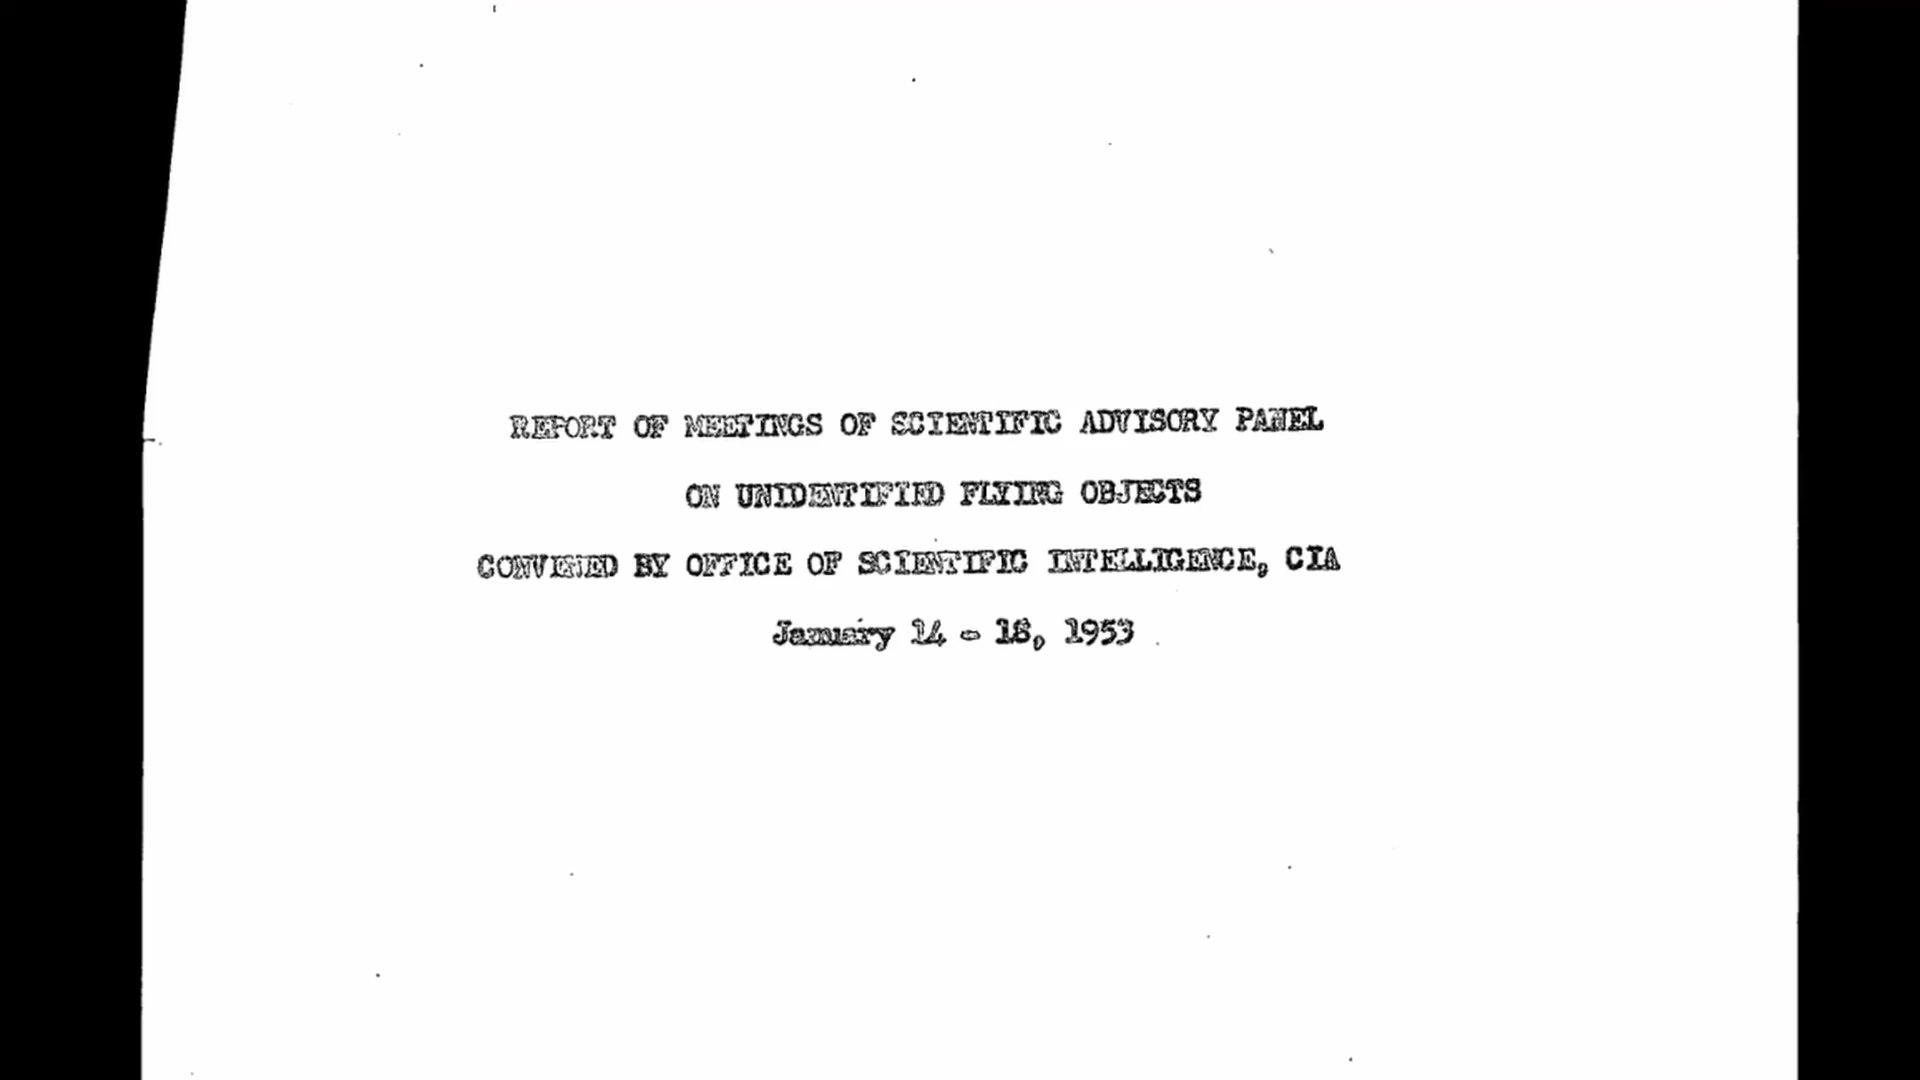 REPORT OF MEETINGS OF SCIENTIFIC ADVISORY PANEL
ON UNIDENTIFIED FLYING OBJECTS
CONVENED BY OFFICE OF SCIENTIFIC INTELLIGENCE, CIA
January 14 - 18, 1953